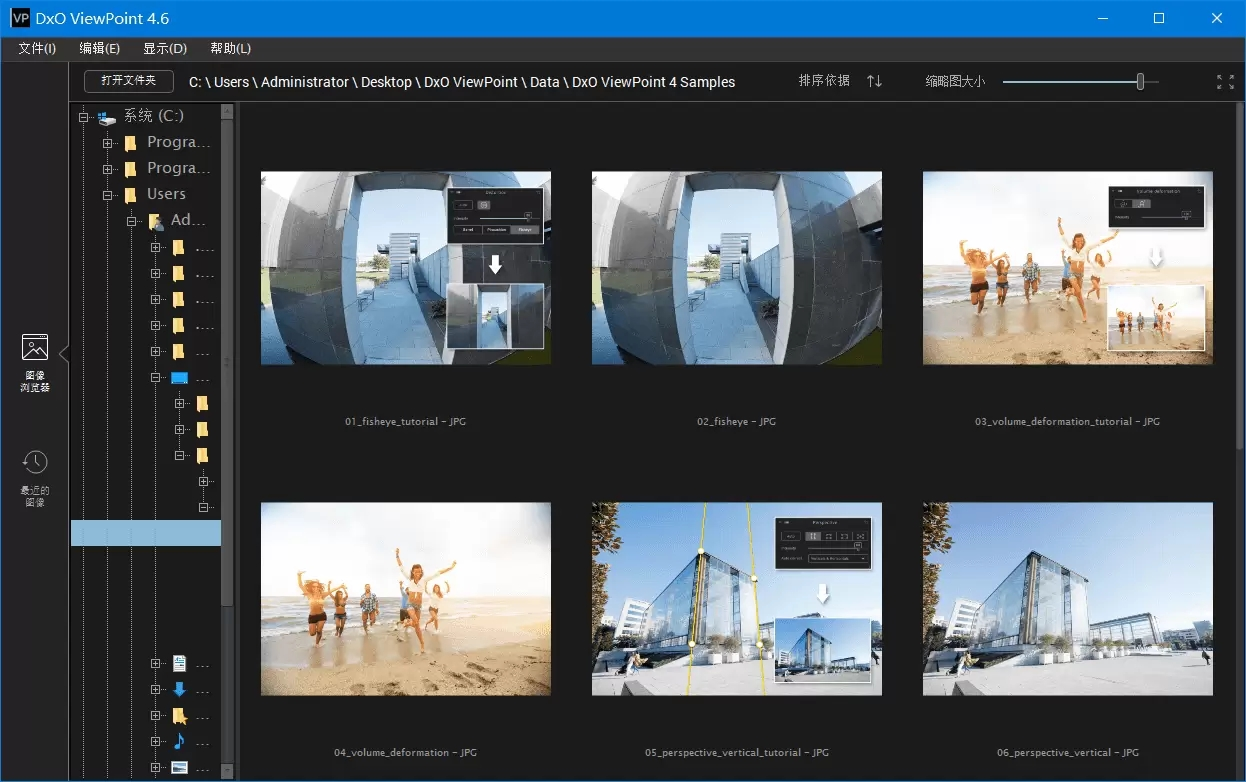 VP DxO ViewPoint 4.6
文件(I) 编辑(E) 显示(D) 帮助(L)
打开文件夹 C: \ Users \ Administrator \ Desktop \ DxO ViewPoint \ Data \ DxO ViewPoint 4 Samples 排序依据 缩略图大小
系统 (C:)
Progra...
Progra...
Users
Ad...
图像
浏览器
最近的
图像
Volume deformation
01_fisheye_tutorial - JPG
02_fisheye - JPG
03_volume_deformation_tutorial - JPG
Perspective
04_volume_deformation - JPG
05_perspective_vertical_tutorial - JPG
06_perspective_vertical - JPG